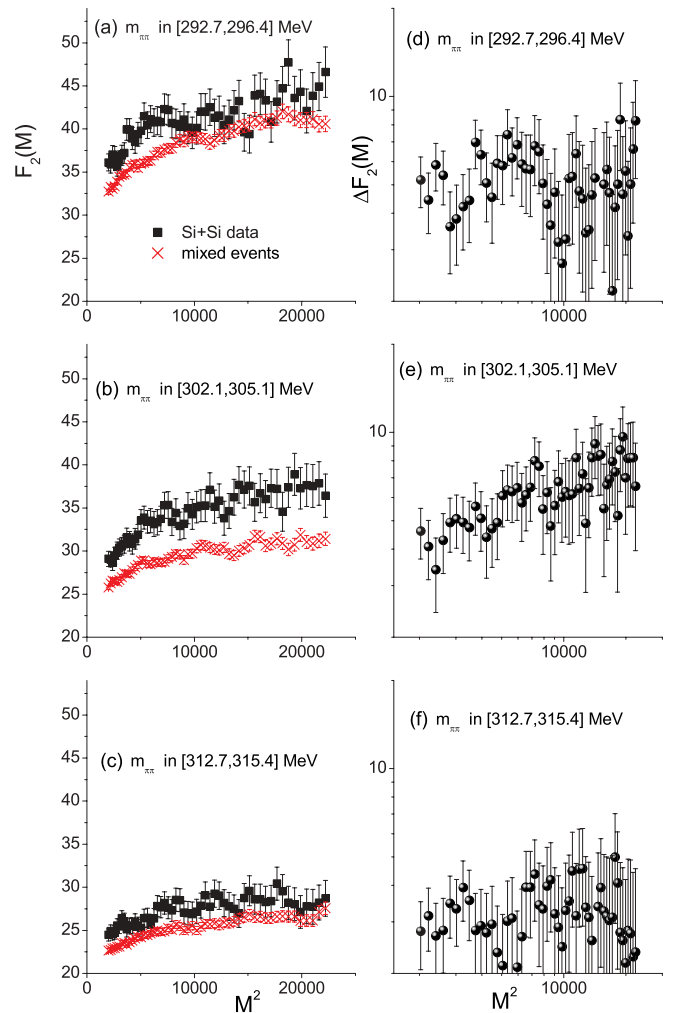 (a) mππ in [292.7,296.4] MeV
50
45
40
35
30
25
20
F2(M)
Si+Si data
mixed events
0 10000 20000
(d) mππ in [292.7,296.4] MeV
10
ΔF2(M)
10000
(b) mππ in [302.1,305.1] MeV
50
45
40
35
30
25
20
0 10000 20000
(e) mππ in [302.1,305.1] MeV
10
10000
(c) mππ in [312.7,315.4] MeV
50
45
40
35
30
25
20
0 10000 20000
M²
(f) mππ in [312.7,315.4] MeV
10
10000
M²